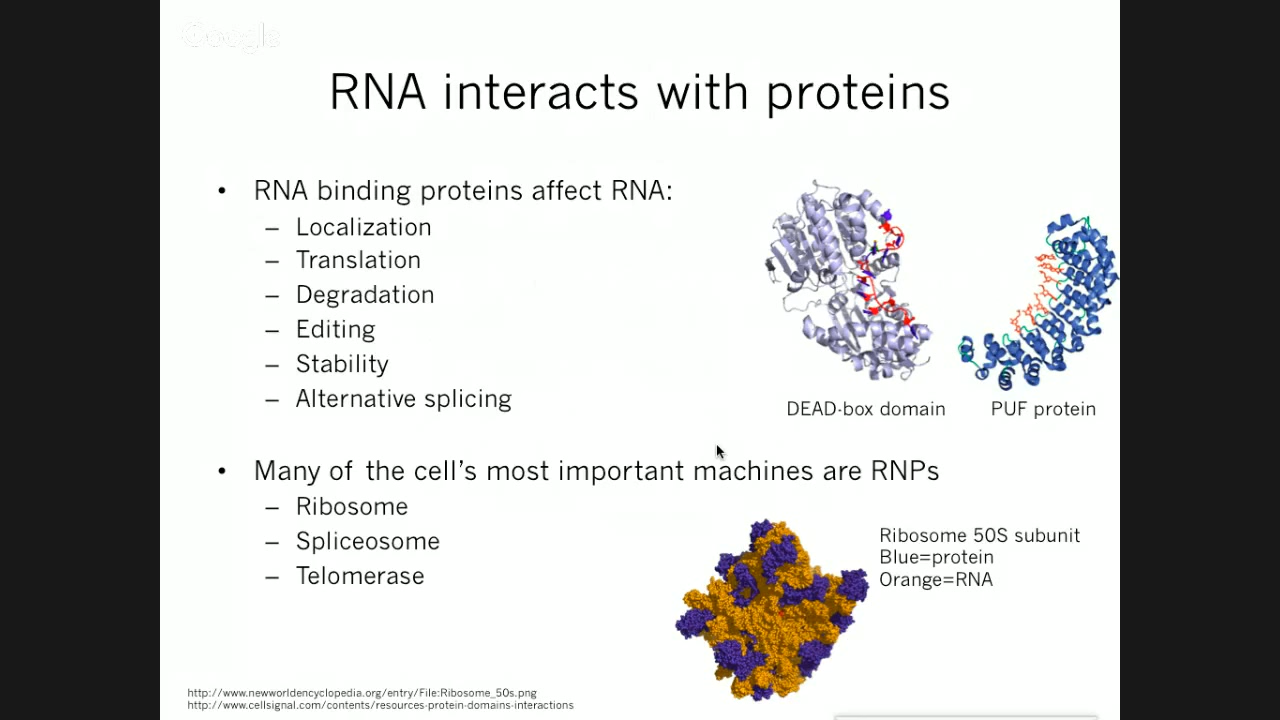 Google
RNA interacts with proteins
• RNA binding proteins affect RNA:
– Localization
– Translation
– Degradation
– Editing
– Stability
– Alternative splicing
DEAD-box domain
PUF protein
• Many of the cell’s most important machines are RNPs
– Ribosome
– Spliceosome
– Telomerase
Ribosome 50S subunit
Blue=protein
Orange=RNA
http://www.newworldencyclopedia.org/entry/File:Ribosome_50s.png
http://www.cellsignal.com/contents/resources-protein-domains-interactions